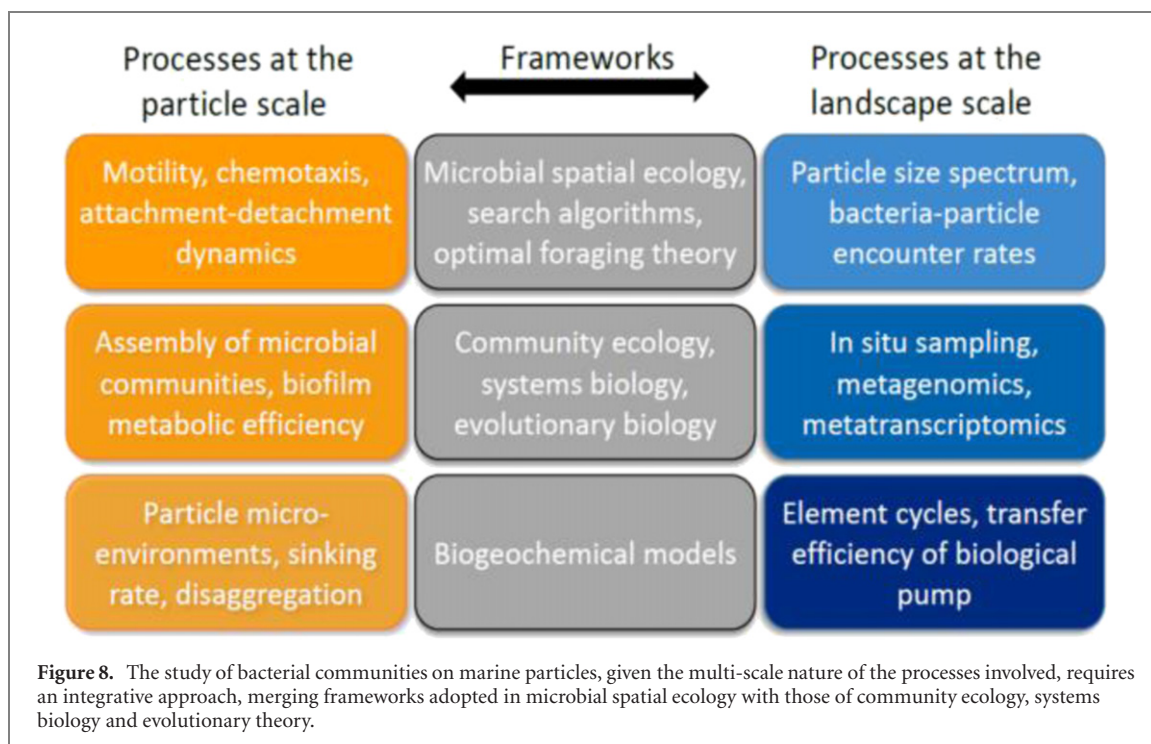 Processes at the
particle scale
Frameworks
Processes at the
landscape scale
Motility, chemotaxis,
attachment-detachment
dynamics
Microbial spatial ecology,
search algorithms,
optimal foraging theory
Particle size spectrum,
bacteria-particle
encounter rates
Assembly of microbial
communities, biofilm
metabolic efficiency
Community ecology,
systems biology,
evolutionary biology
In situ sampling,
metagenomics,
metatranscriptomics
Particle micro-
environments, sinking
rate, disaggregation
Biogeochemical models
Element cycles, transfer
efficiency of biological
pump
Figure 8. The study of bacterial communities on marine particles, given the multi-scale nature of the processes involved, requires
an integrative approach, merging frameworks adopted in microbial spatial ecology with those of community ecology, systems
biology and evolutionary theory.